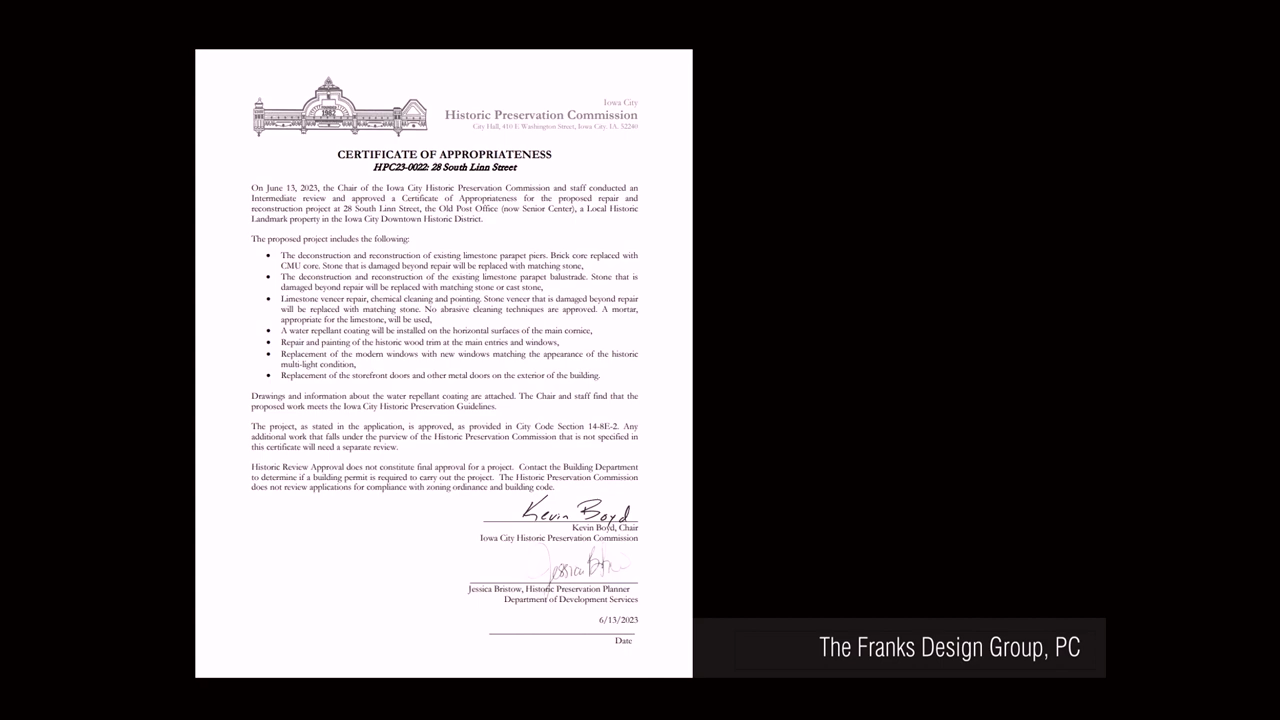 1982
Iowa City
Historic Preservation Commission
City Hall, 410 E Washington Street, Iowa City. IA. 52240
CERTIFICATE OF APPROPRIATENESS
HPC23-0022: 28 South Linn Street
On June 13, 2023, the Chair of the Iowa City Historic Preservation Commission and staff conducted an
Intermediate review and approved a Certificate of Appropriateness for the proposed repair and
reconstruction project at 28 South Linn Street, the Old Post Office (now Senior Center), a Local Historic
Landmark property in the Iowa City Downtown Historic District.
The proposed project includes the following:
• The deconstruction and reconstruction of existing limestone parapet piers. Brick core replaced with
CMU core. Stone that is damaged beyond repair will be replaced with matching stone,
• The deconstruction and reconstruction of the existing limestone parapet balustrade. Stone that is
damaged beyond repair will be replaced with matching stone or cast stone,
• Limestone veneer repair, chemical cleaning and pointing. Stone veneer that is damaged beyond repair
will be replaced with matching stone. No abrasive cleaning techniques are approved. A mortar,
appropriate for the limestone, will be used,
• A water repellant coating will be installed on the horizontal surfaces of the main cornice,
• Repair and painting of the historic wood trim at the main entries and windows,
• Replacement of the modern windows with new windows matching the appearance of the historic
multi-light condition,
• Replacement of the storefront doors and other metal doors on the exterior of the building.
Drawings and information about the water repellant coating are attached. The Chair and staff find that the
proposed work meets the Iowa City Historic Preservation Guidelines.
The project, as stated in the application, is approved, as provided in City Code Section 14-8E-2. Any
additional work that falls under the purview of the Historic Preservation Commission that is not specified in
this certificate will need a separate review.
Historic Review Approval does not constitute final approval for a project. Contact the Building Department
to determine if a building permit is required to carry out the project. The Historic Preservation Commission
does not review applications for compliance with zoning ordinance and building code.
Kevin Boyd
Kevin Boyd, Chair
Iowa City Historic Preservation Commission
Jessica
Jessica Bristow, Historic Preservation Planner
Department of Development Services
6/13/2023
Date
The Franks Design Group, PC